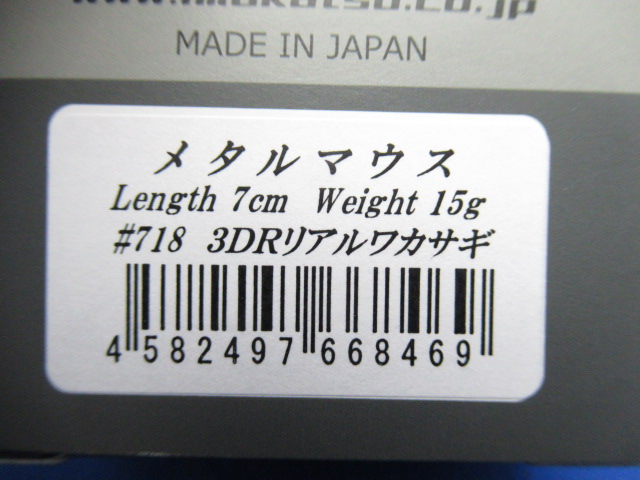 MADE IN JAPAN
メタルマウス
Length 7cm Weight 15g
#718 3DRリアルワカサギ
4 582497 668469